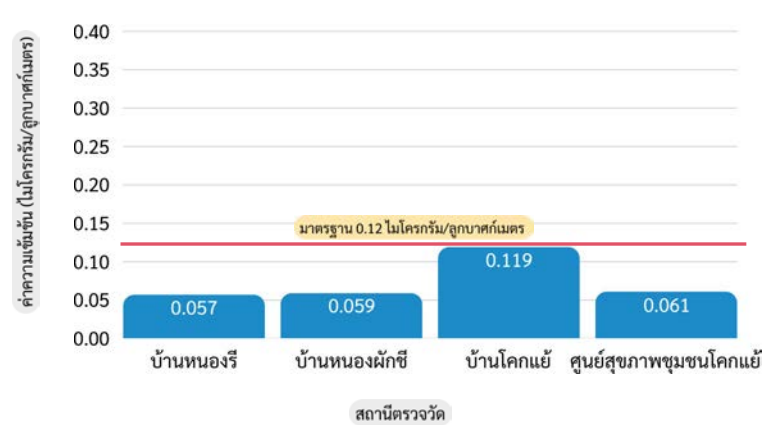 ค่าความเข้มข้น (ไมโครกรัม/ลูกบาศก์เมตร)
0.40
0.35
0.30
0.25
0.20
0.15
0.10
0.05
0.00
มาตรฐาน 0.12 ไมโครกรัม/ลูกบาศก์เมตร
0.057
0.059
0.119
0.061
บ้านหนองรี
บ้านหนองผักชี
บ้านโคกแย้
ศูนย์สุขภาพชุมชนโคกแย้
สถานีตรวจวัด